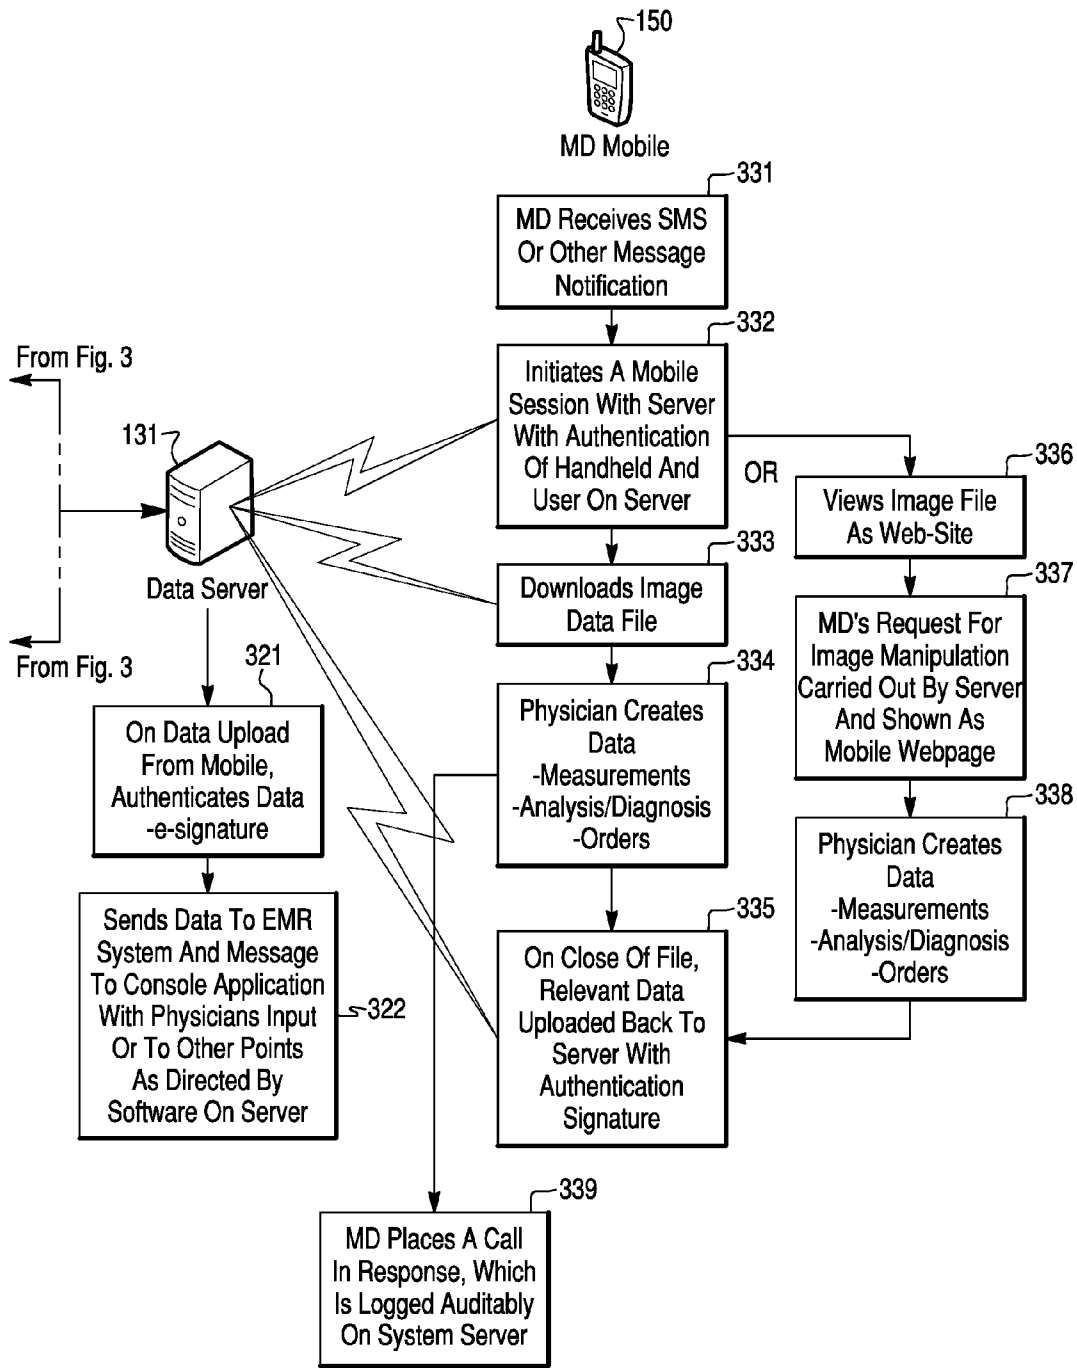 150
MD Mobile
331
MD Receives SMS
Or Other Message
Notification
332
Initiates A Mobile
Session With Server
With Authentication
Of Handheld And
User On Server
From Fig. 3
131
Data Server
From Fig. 3
OR
336
Views Image File
As Web-Site
333
Downloads Image
Data File
337
MD's Request For
Image Manipulation
Carried Out By Server
And Shown As
Mobile Webpage
321
On Data Upload
From Mobile,
Authenticates Data
-e-signature
334
Physician Creates
Data
-Measurements
-Analysis/Diagnosis
-Orders
338
Physician Creates
Data
-Measurements
-Analysis/Diagnosis
-Orders
322
Sends Data To EMR
System And Message
To Console Application
With Physicians Input
Or To Other Points
As Directed By
Software On Server
335
On Close Of File,
Relevant Data
Uploaded Back To
Server With
Authentication
Signature
339
MD Places A Call
In Response, Which
Is Logged Auditably
On System Server